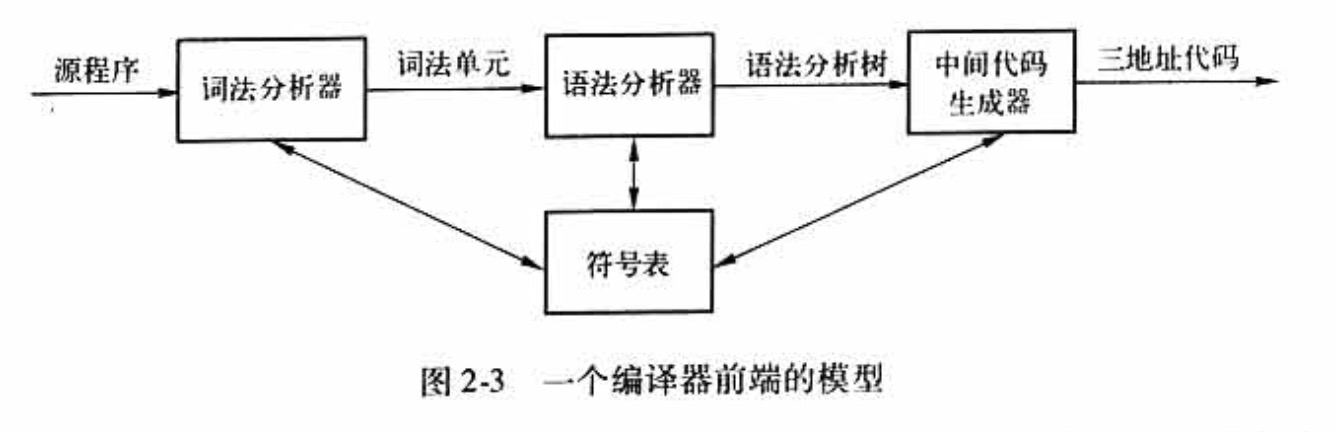 源程序
词法分析器
词法单元
语法分析器
语法分析树
中间代码
生成器
三地址代码
符号表
图 2-3 一个编译器前端的模型